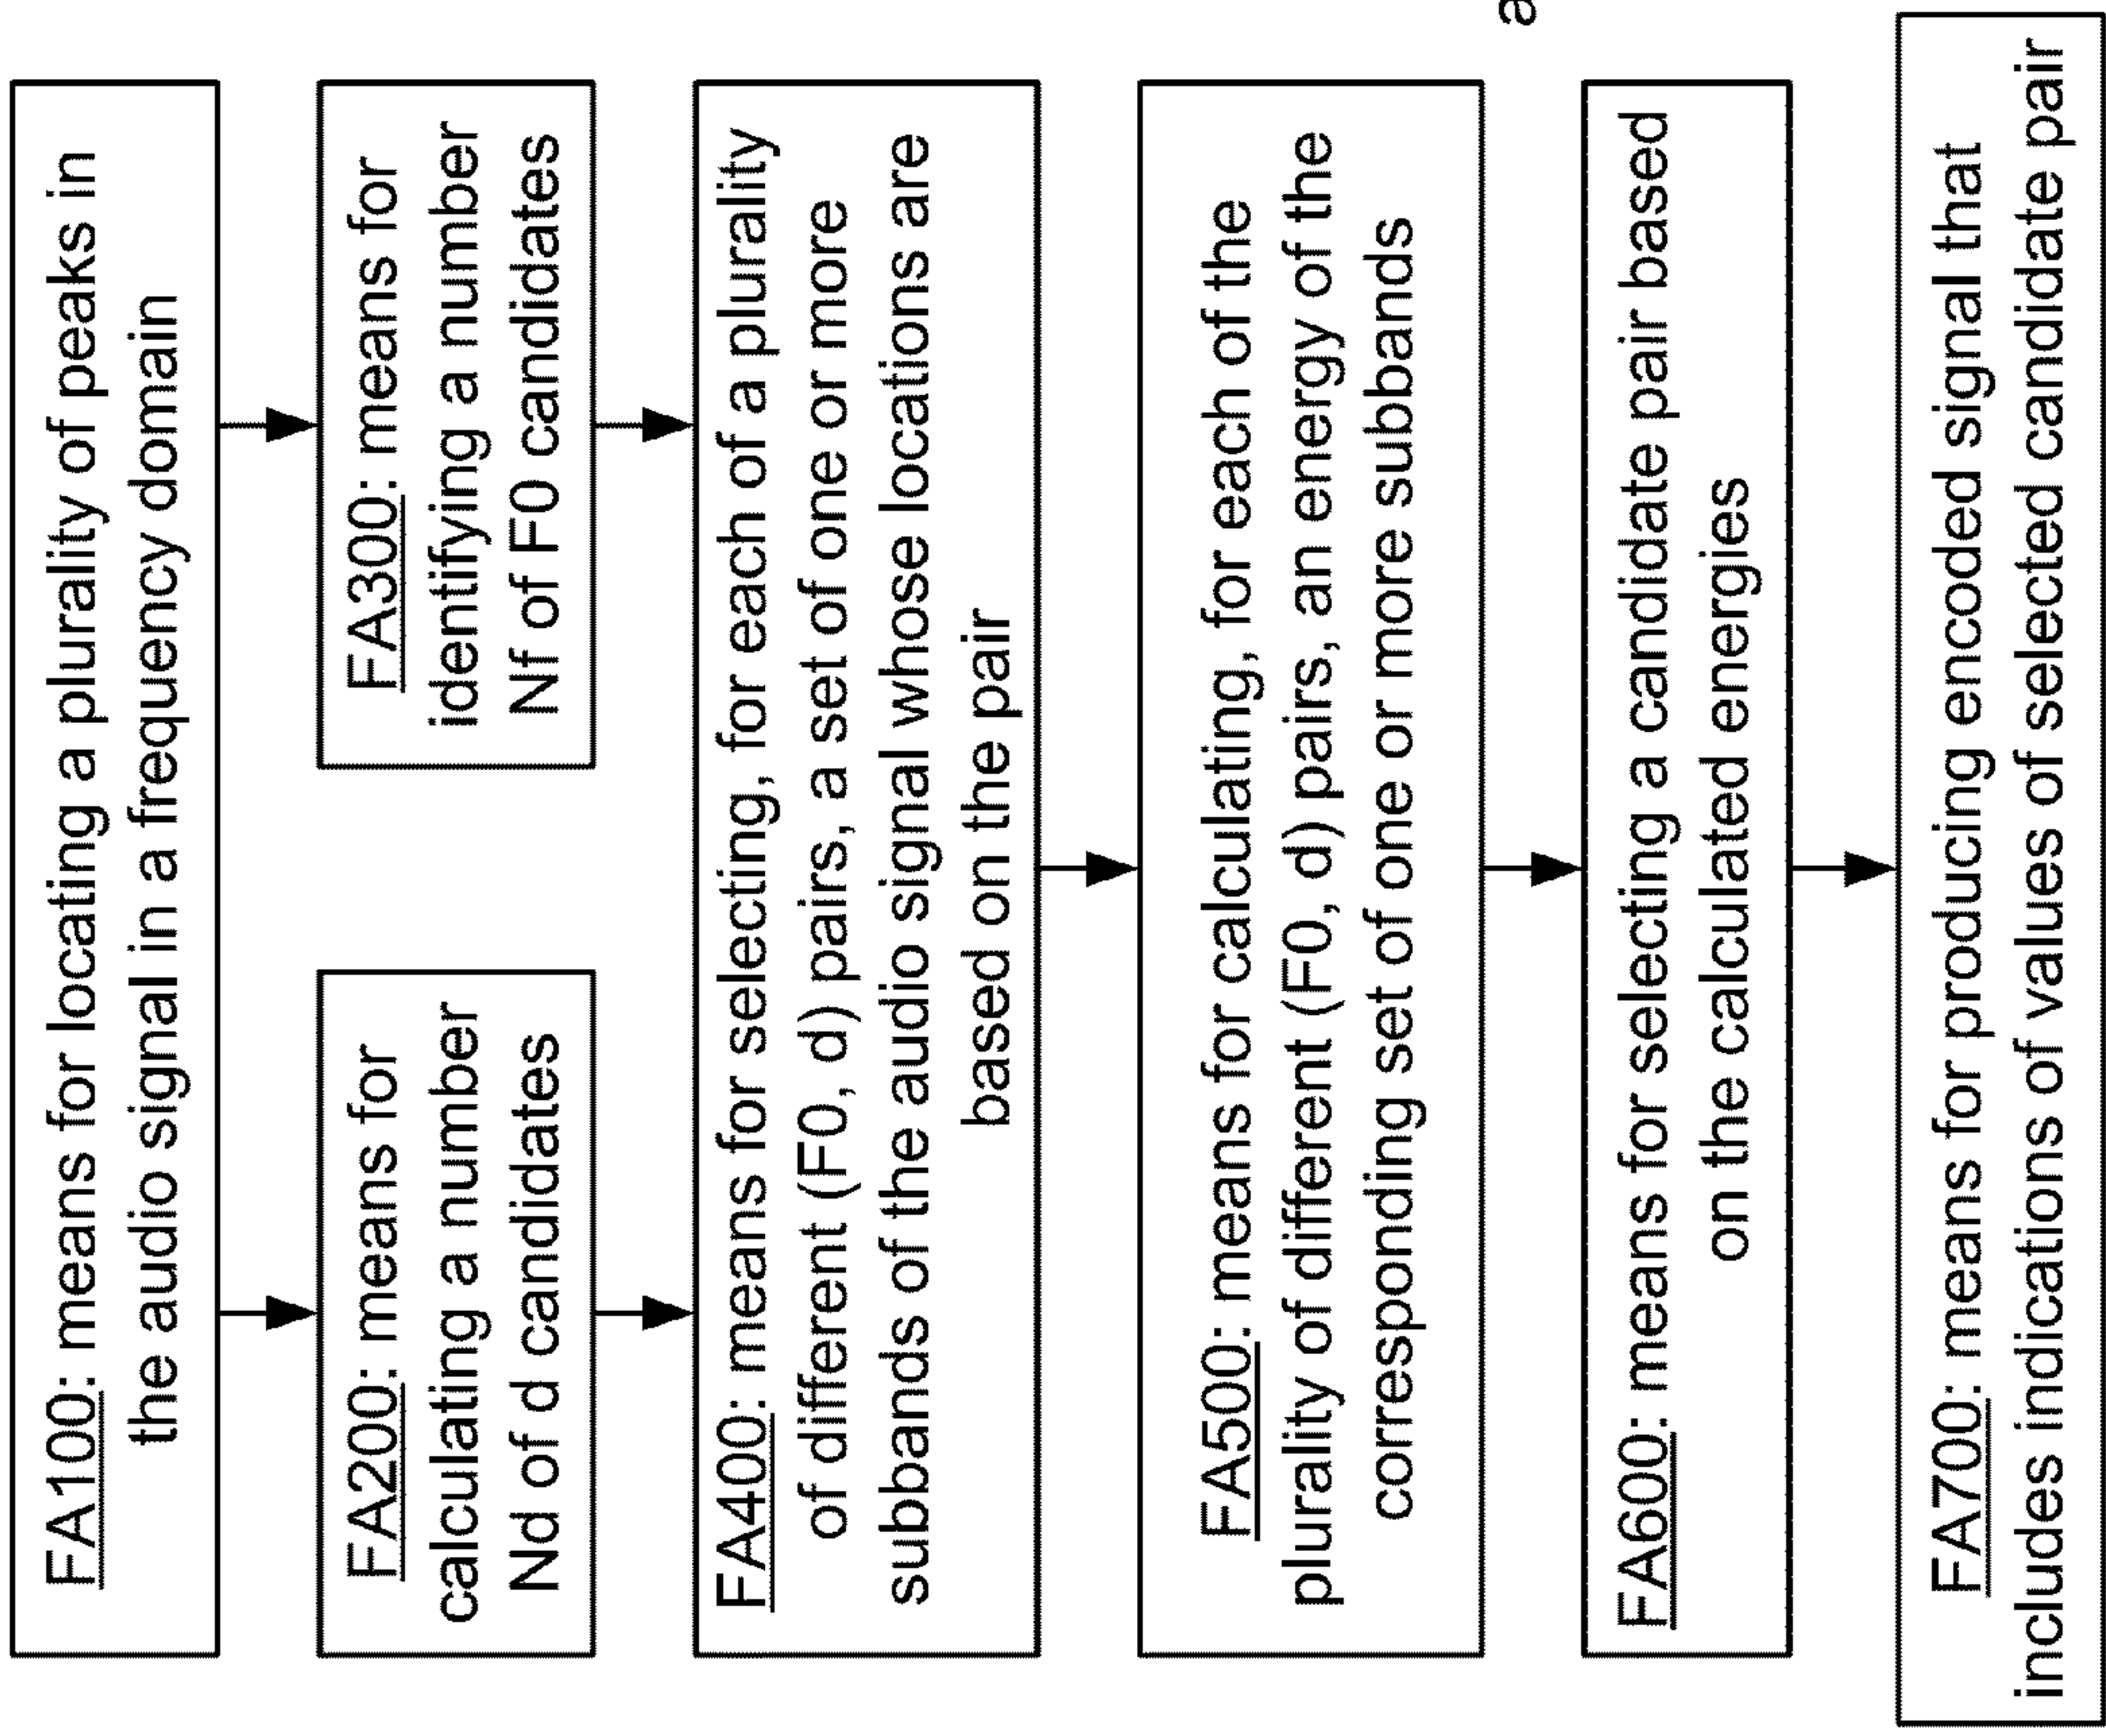 FA100: means for locating a plurality of peaks in
the audio signal in a frequency domain
FA200: means for
calculating a number
Nd of d candidates
FA300: means for
identifying a number
Nf of F0 candidates
FA400: means for selecting, for each of a plurality
of different (F0, d) pairs, a set of one or more
subbands of the audio signal whose locations are
based on the pair
FA500: means for calculating, for each of the
plurality of different (F0, d) pairs, an energy of the
corresponding set of one or more subbands
FA600: means for selecting a candidate pair based
on the calculated energies
FA700: means for producing encoded signal that
includes indications of values of selected candidate pair